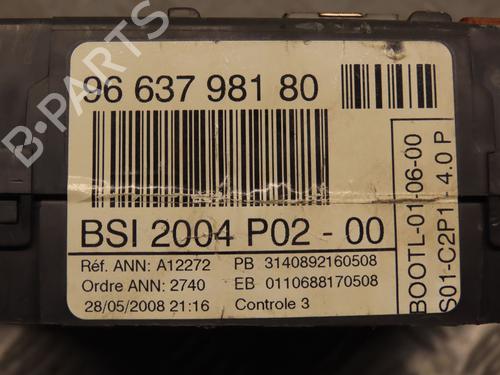 96 637 981 80
BSI 2004 P02 - 00
Réf. ANN: A12272 PB 3140892160508
Ordre ANN: 2740 EB 0110688170508
28/05/2008 21:16 Controle 3
BOOTL-01-06-00
S01-C2P1 - 4.0 P
B-PARTS